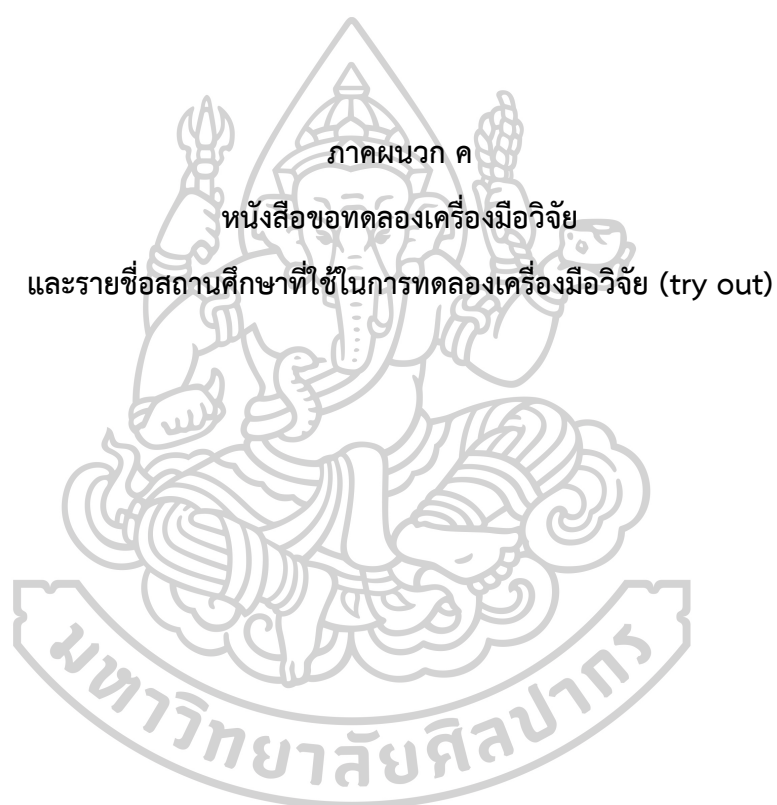 ภาคผนวก ค
หนังสือขอทดลองเครื่องมือวิจัย
และรายชื่อสถานศึกษาที่ใช้ในการทดลองเครื่องมือวิจัย (try out)
มหาวิทยาลัยศิลปากร